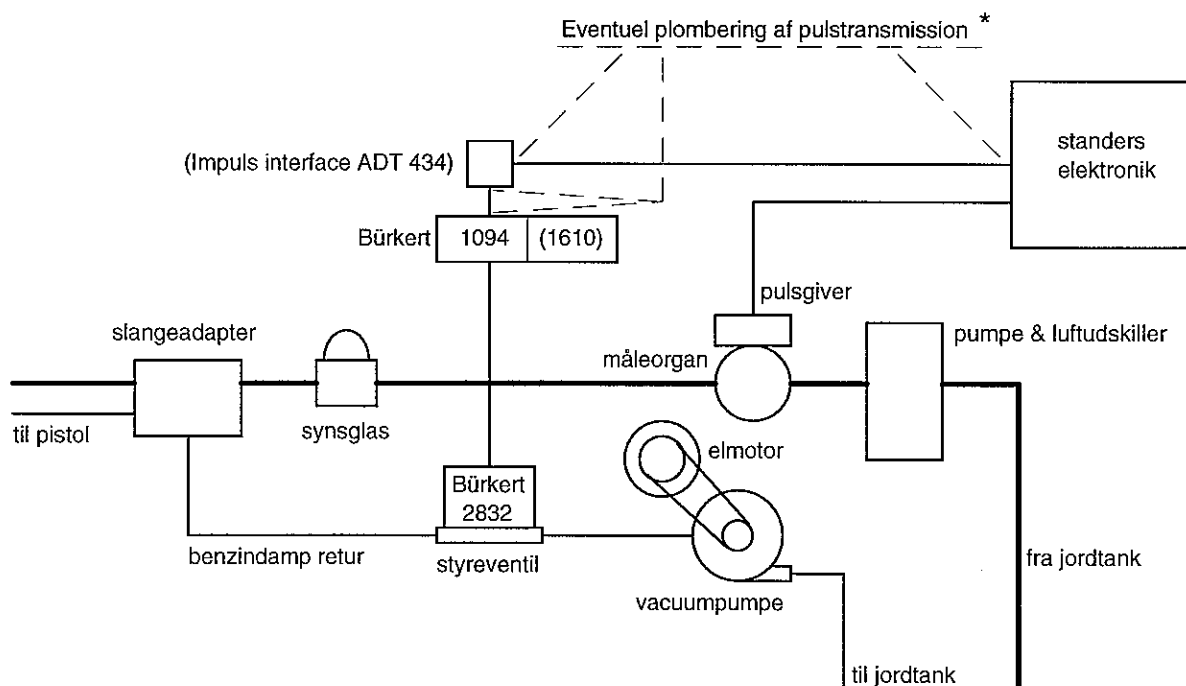 Eventuel plombering af pulstransmission *
(Impuls interface ADT 434)
standers
elektronik
Bürkert 1094 (1610)
pulsgiver
slangeadapter
måleorgan
pumpe & luftudskiller
til pistol
synsglas
elmotor
Bürkert
2832
benzindamp retur
styreventil
vacuumpumpe
fra jordtank
til jordtank